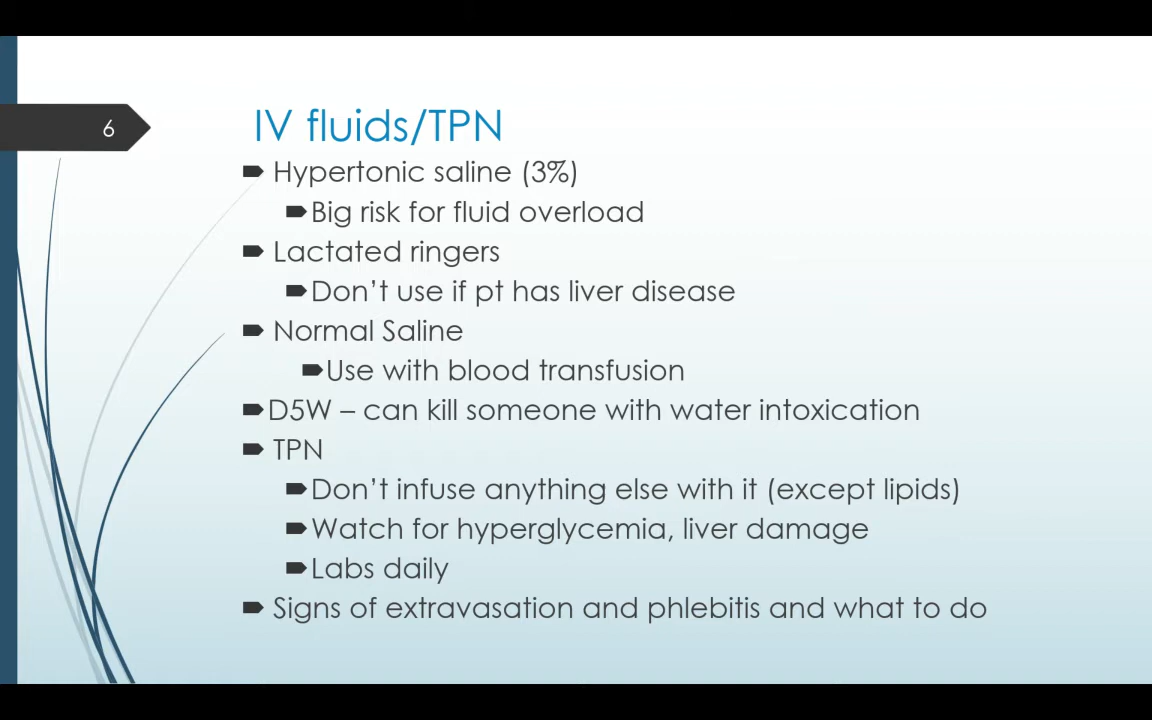 6
IV fluids/TPN
Hypertonic saline (3%)
Big risk for fluid overload
Lactated ringers
Don’t use if pt has liver disease
Normal Saline
Use with blood transfusion
D5W – can kill someone with water intoxication
TPN
Don’t infuse anything else with it (except lipids)
Watch for hyperglycemia, liver damage
Labs daily
Signs of extravasation and phlebitis and what to do